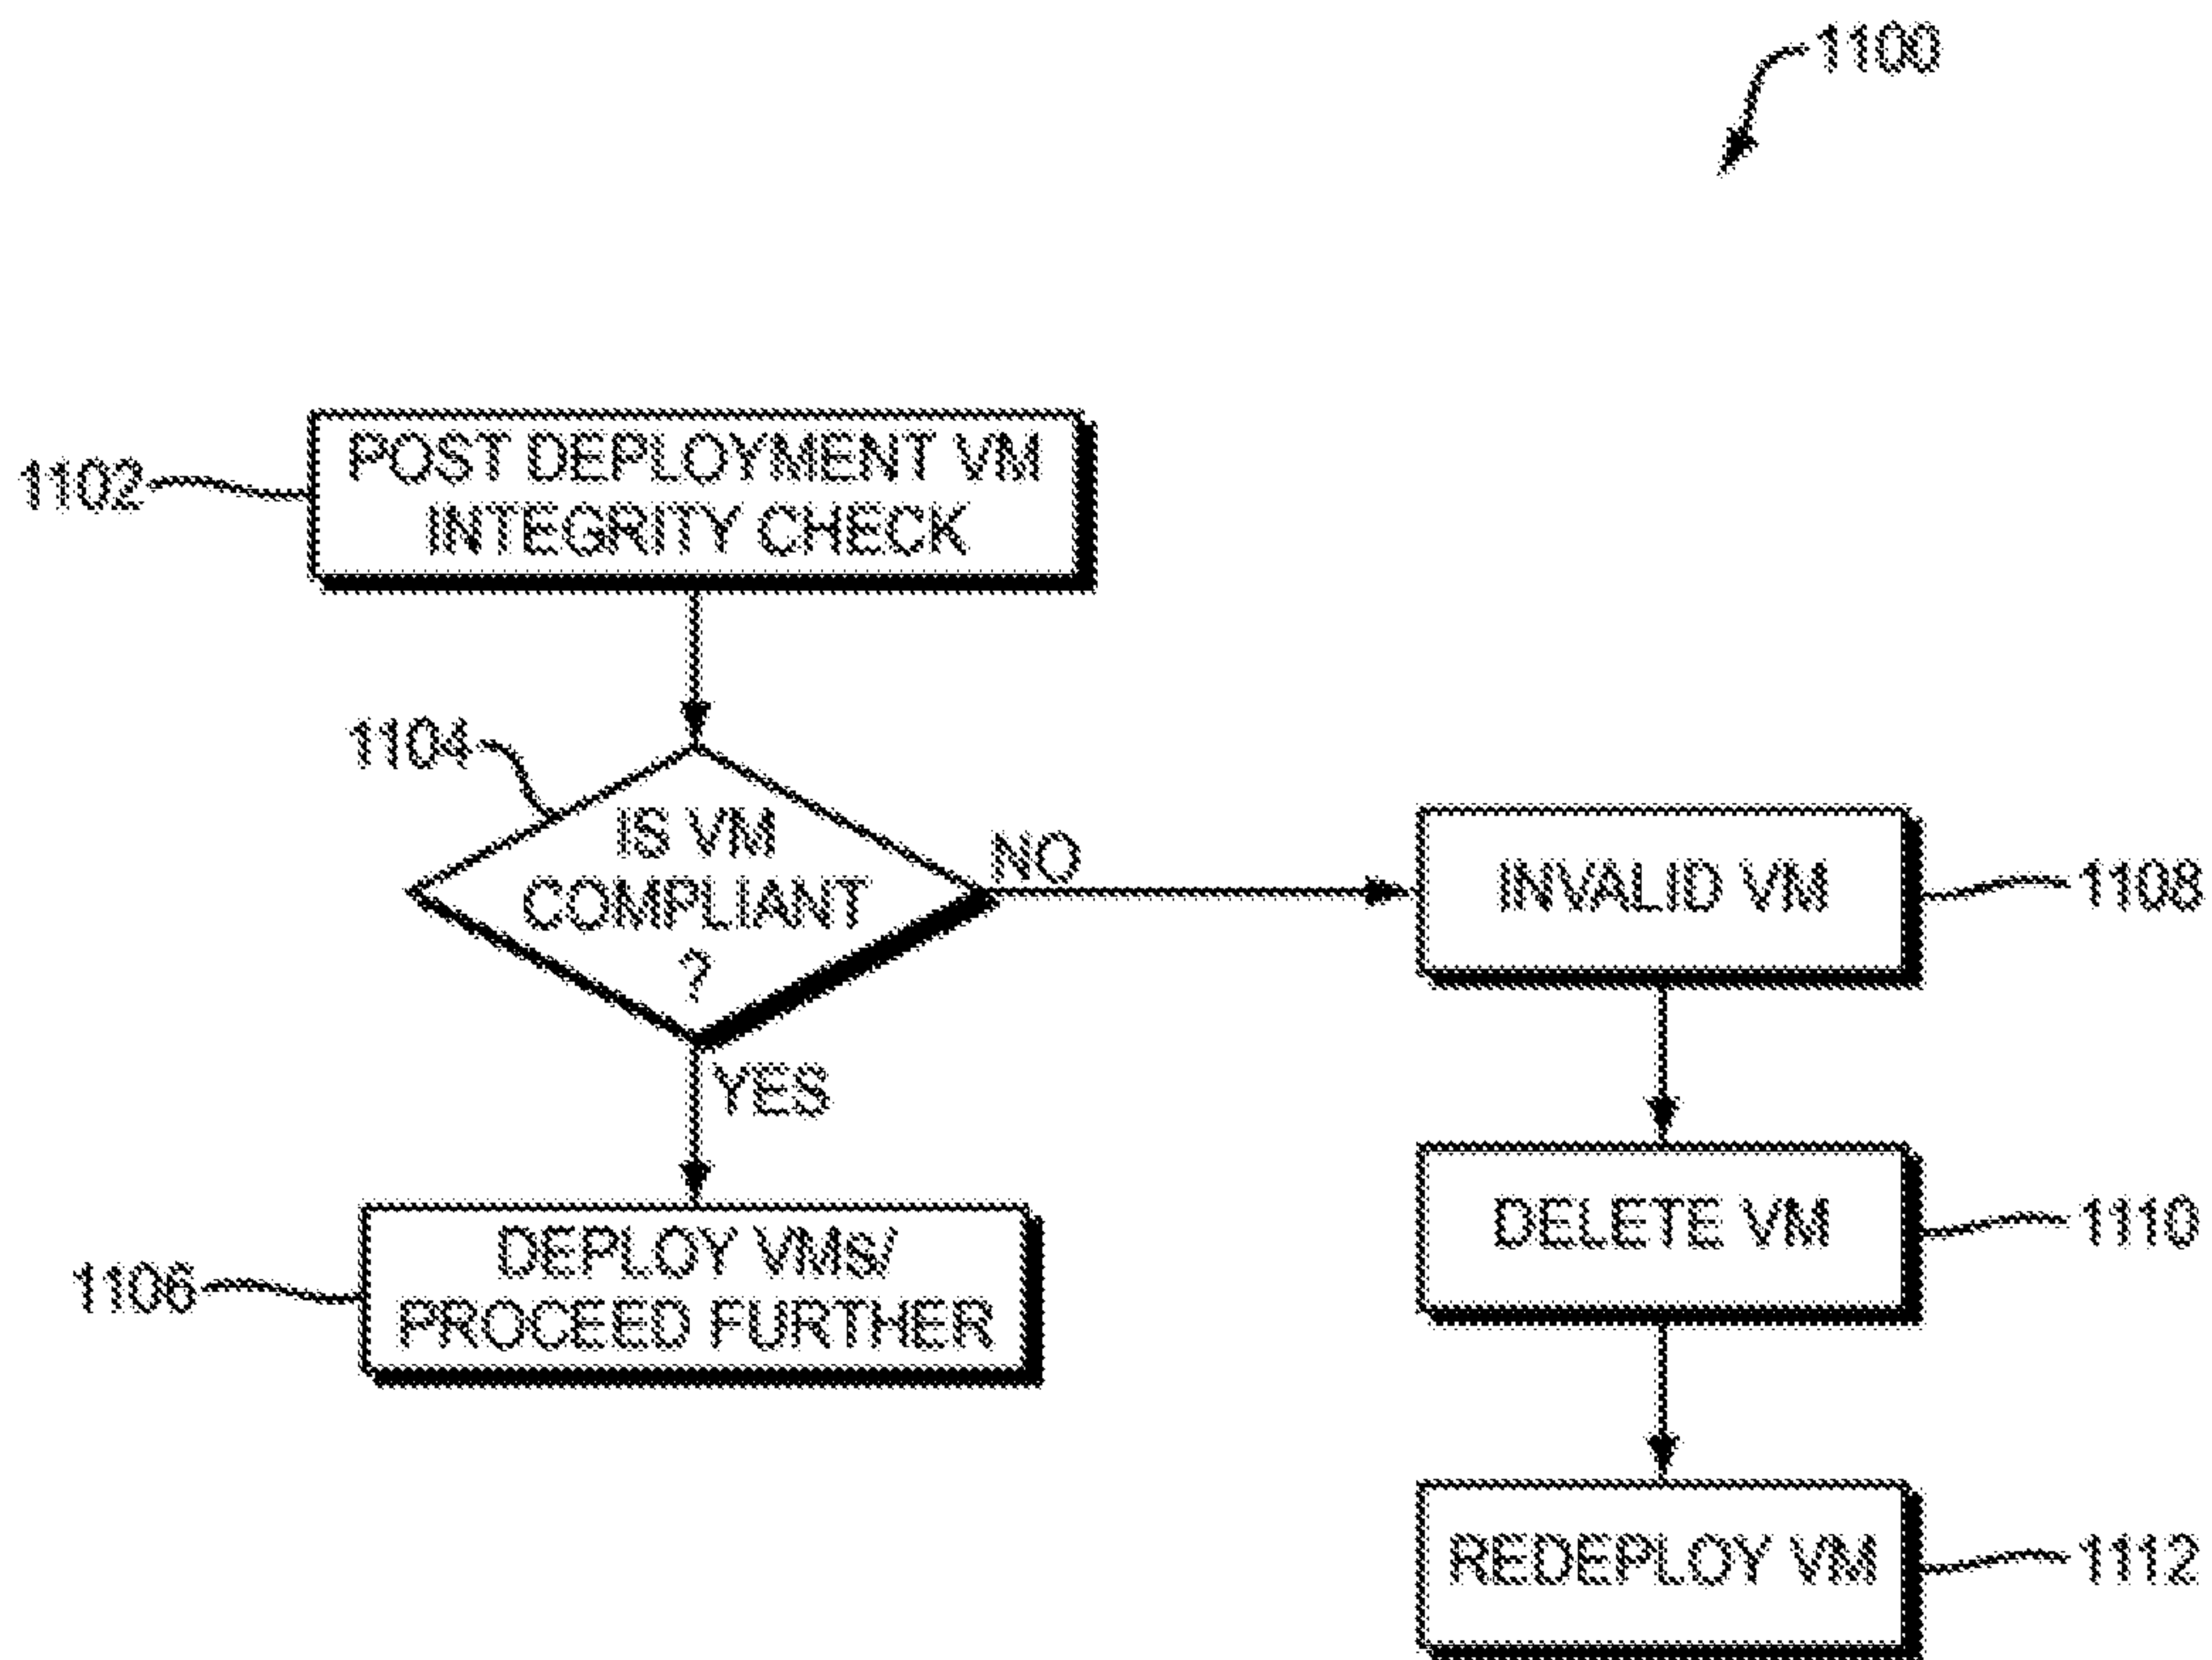 1100
1102
POST DEPLOYMENT VM
INTEGRITY CHECK
1104
IS VM
COMPLIANT
?
NO
INVALID VM
1108
YES
DELETE VM
1110
1106
DEPLOY VMs/
PROCEED FURTHER
REDEPLOY VM
1112